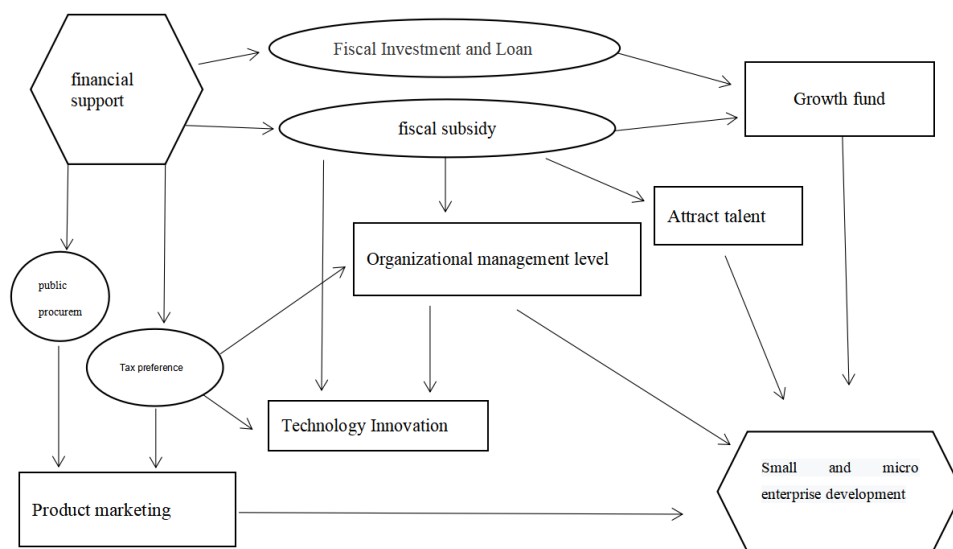 financial
support
Fiscal Investment and Loan
Growth fund
fiscal subsidy
Attract talent
Organizational management level
public
procurem
Tax preference
Technology Innovation
Small and micro
enterprise development
Product marketing